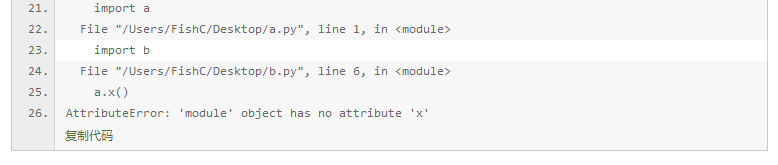 21. import a
22. File "/Users/FishC/Desktop/a.py", line 1, in <module>
23. import b
24. File "/Users/FishC/Desktop/b.py", line 6, in <module>
25. a.x()
26. AttributeError: 'module' object has no attribute 'x'
复制代码